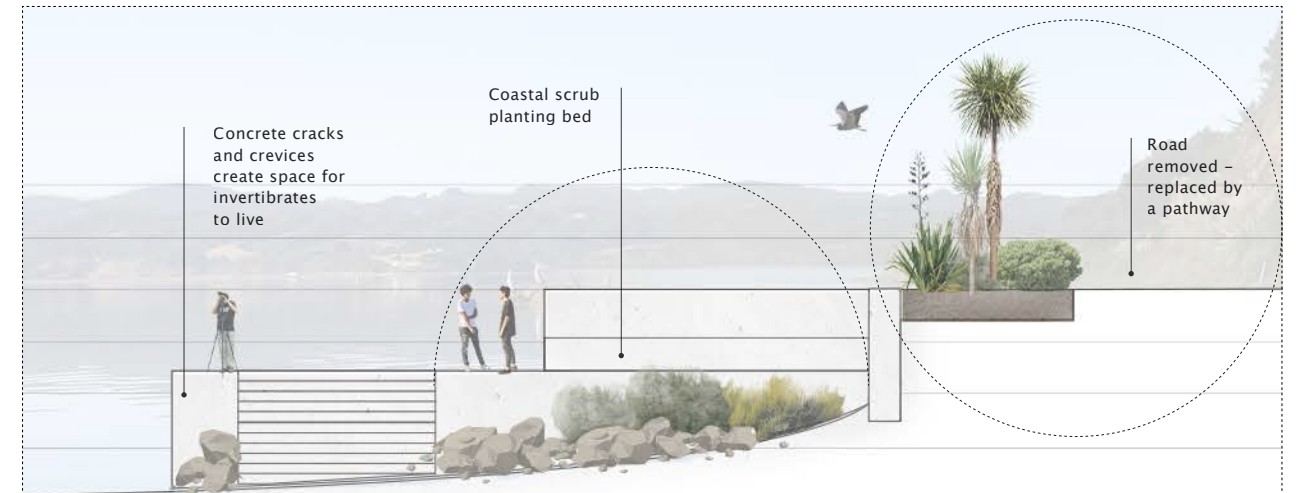 Concrete cracks
and crevices
create space for
invertibrates
to live
Coastal scrub
planting bed
Road
removed –
replaced by
a pathway